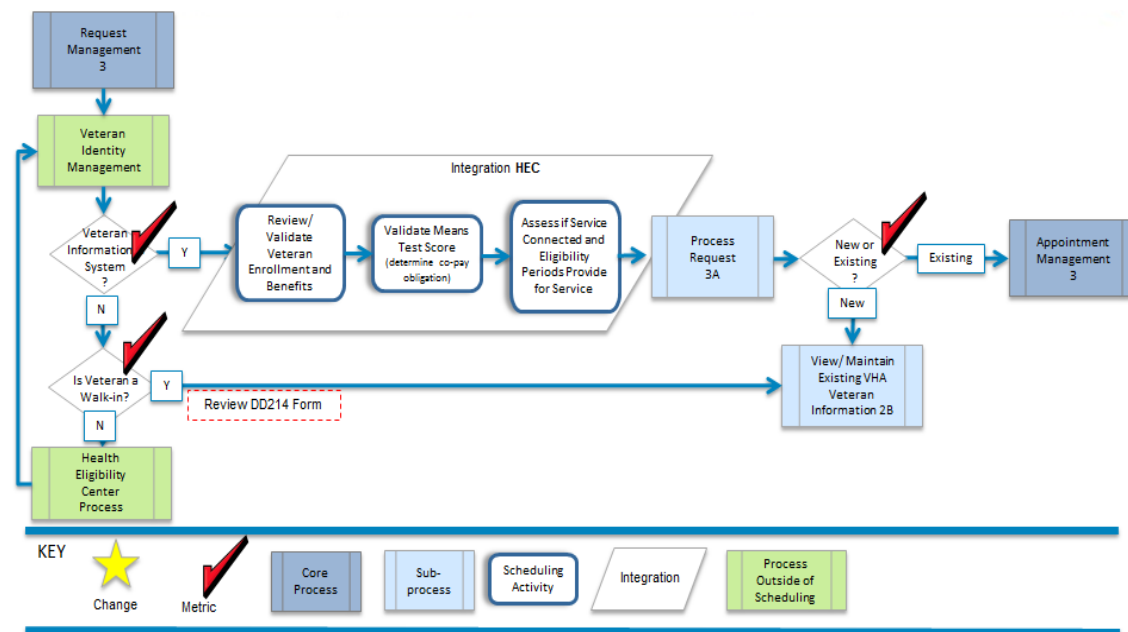 Request
Management
3
Veteran
Identity
Management
Integration HEC
Veteran
Information
System
?
Y
Review/
Validate
Veteran
Enrollment and
Benefits
Validate Means
Test Score
(determine co-pay
obligation)
Assess if Service
Connected and
Eligibility
Periods Provide
for Service
Process
Request
3A
New or
Existing
?
Existing
Appointment
Management
3
N
New
Is Veteran a
Walk-in?
Y
Review DD214 Form
View/ Maintain
Existing VHA
Veteran
Information 2B
N
Health
Eligibility
Center
Process
KEY
Change
Metric
Core
Process
Sub-
process
Scheduling
Activity
Integration
Process
Outside of
Scheduling